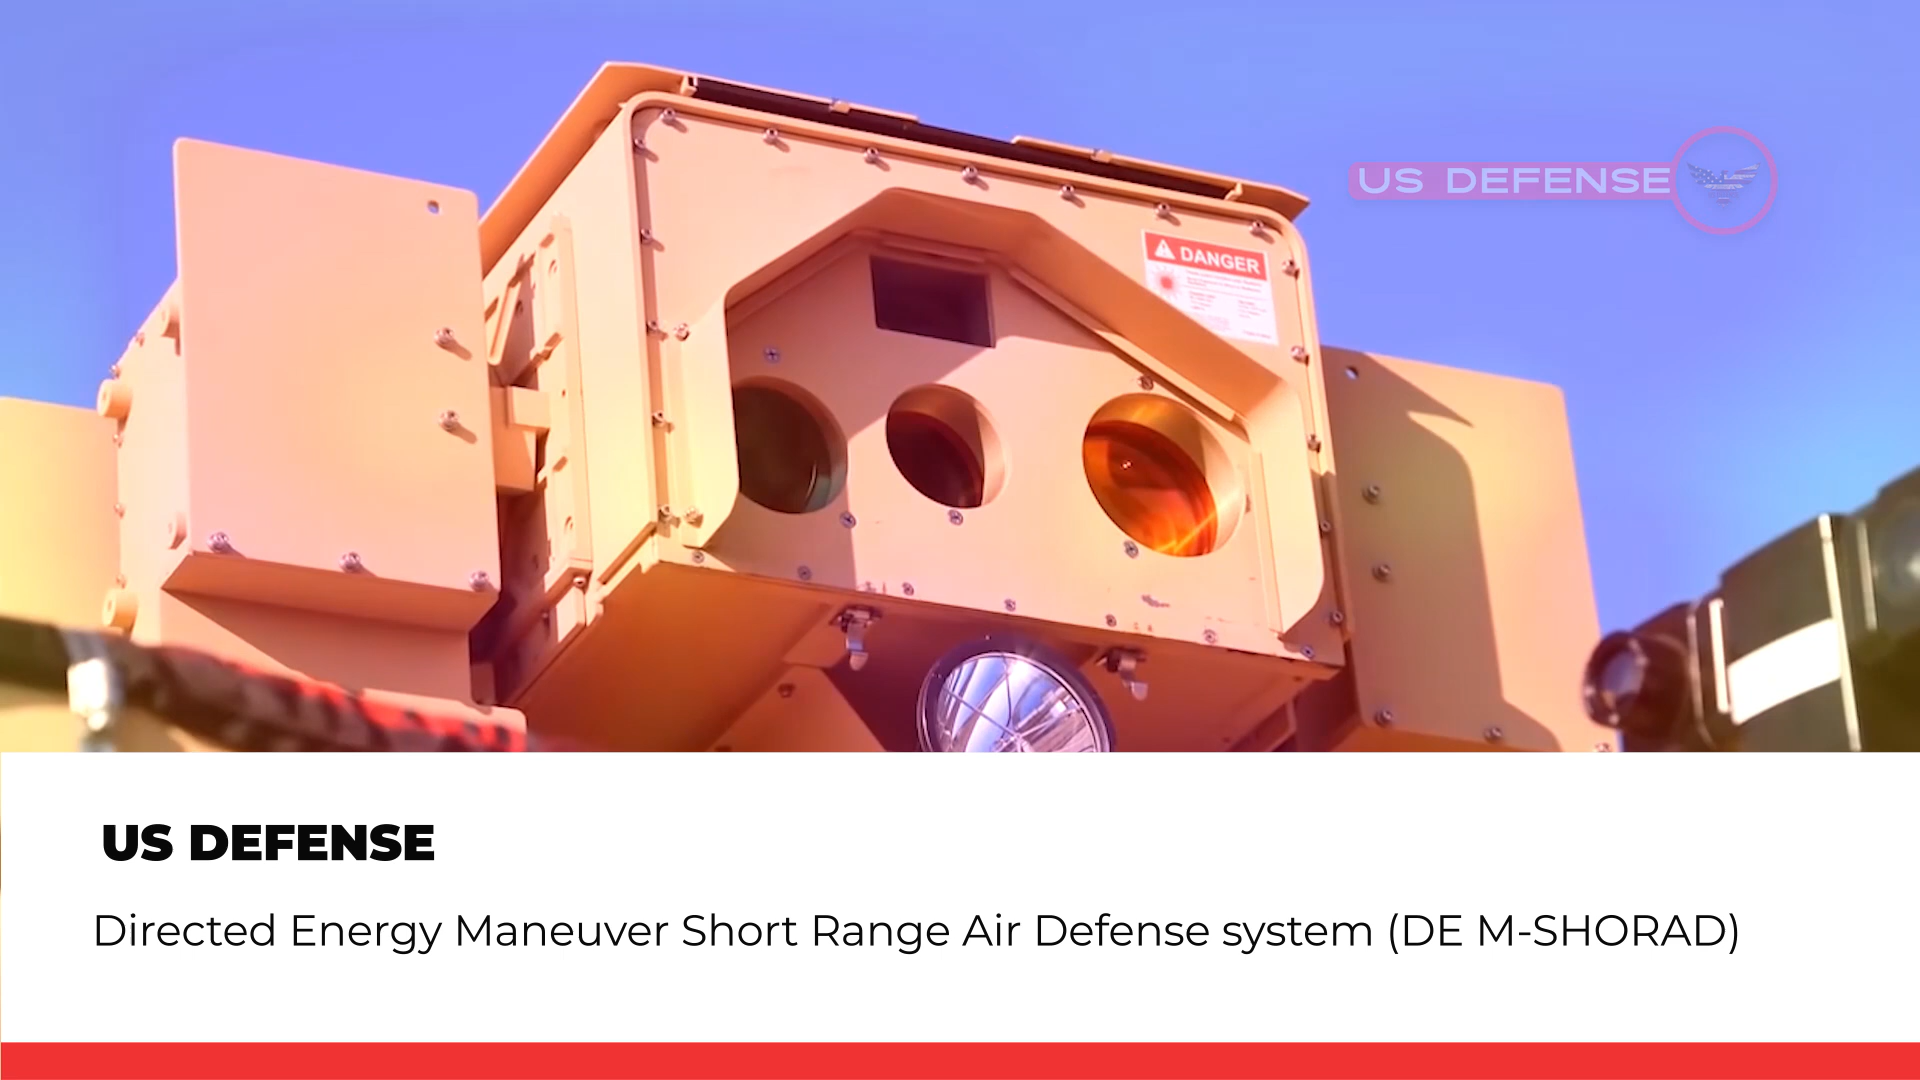 US DEFENSE
DANGER
US DEFENSE
Directed Energy Maneuver Short Range Air Defense system (DE M-SHORAD)